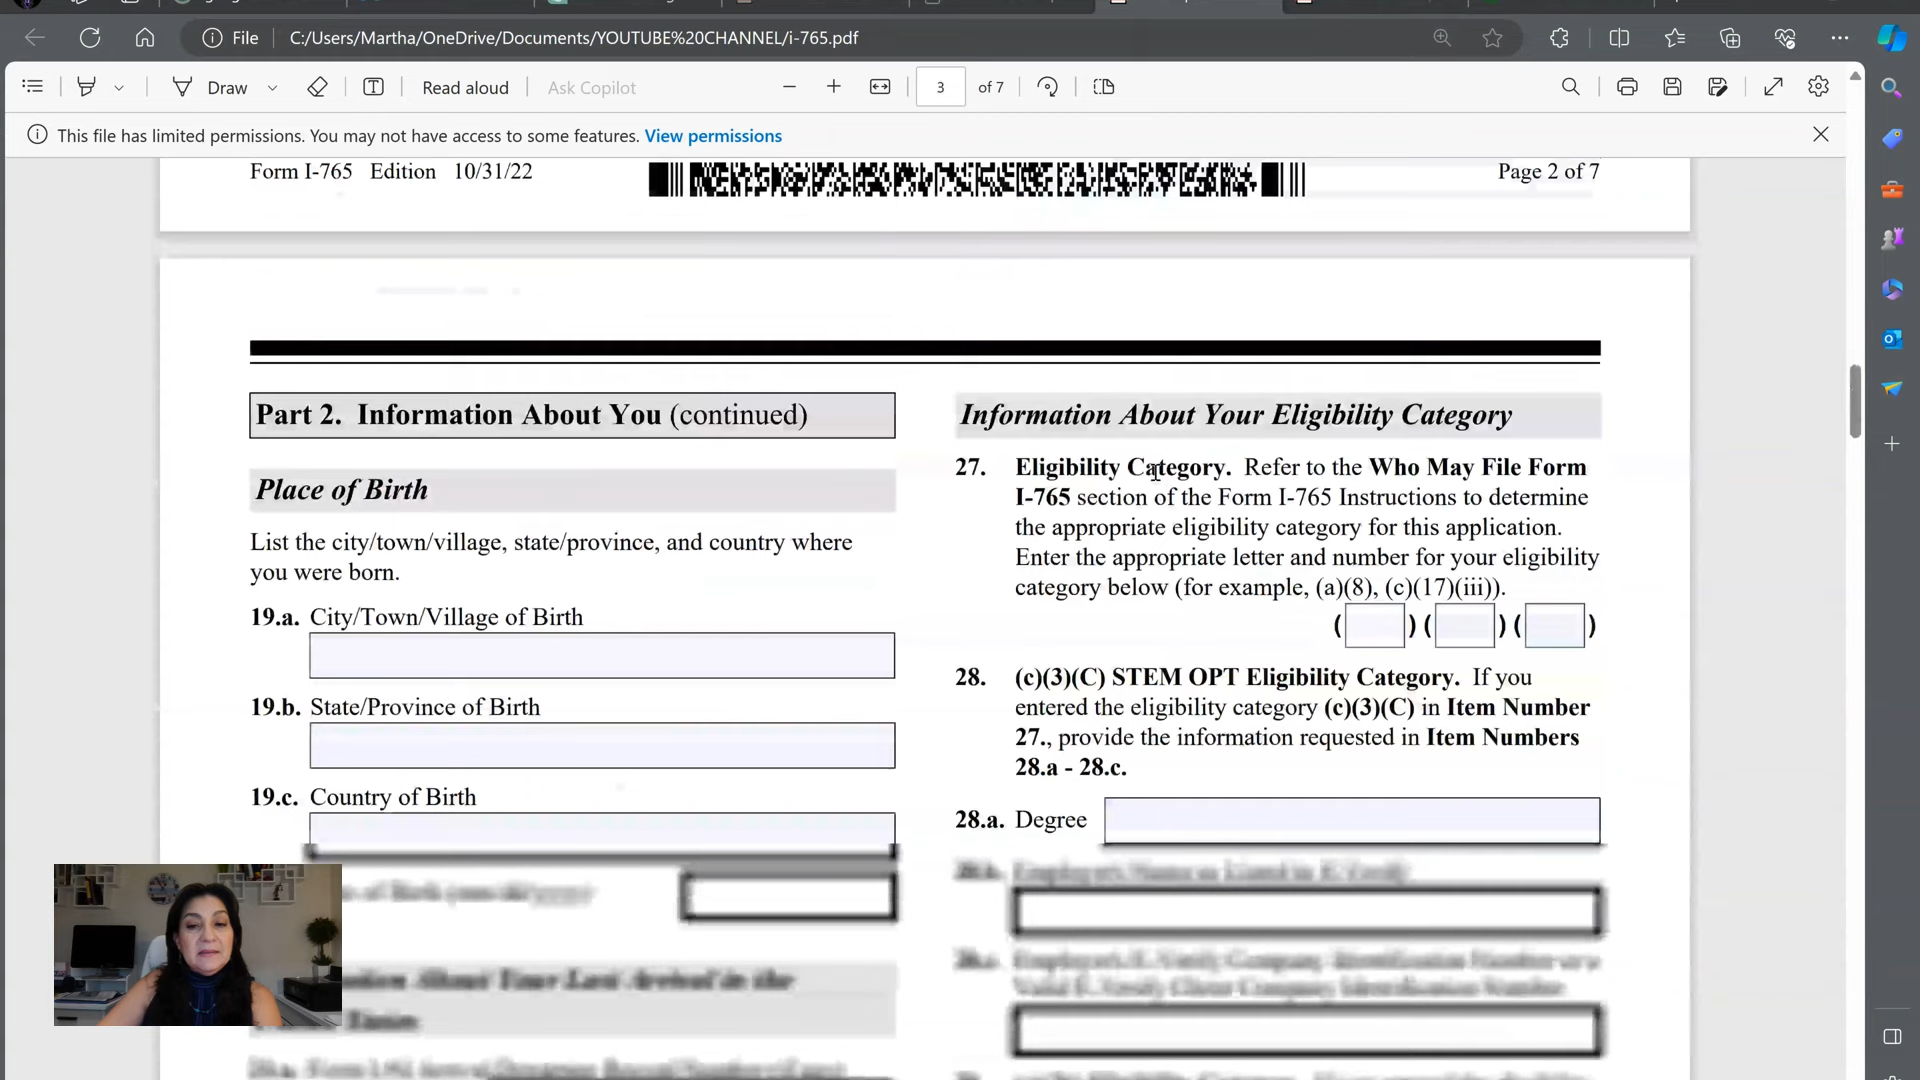 File
C:/Users/Martha/OneDrive/Documents/YOUTUBE%20CHANNEL/i-765.pdf
Draw
Read aloud
Ask Copilot
3
of 7
This file has limited permissions. You may not have access to some features. View permissions
Form I-765 Edition 10/31/22
Page 2 of 7
Part 2. Information About You (continued)
Place of Birth
List the city/town/village, state/province, and country where
you were born.
19.a. City/Town/Village of Birth
19.b. State/Province of Birth
19.c. Country of Birth
Information About Your Eligibility Category
27. Eligibility Category. Refer to the Who May File Form
I-765 section of the Form I-765 Instructions to determine
the appropriate eligibility category for this application.
Enter the appropriate letter and number for your eligibility
category below (for example, (a)(8), (c)(17)(iii)).
( ) ( ) ( )
28. (c)(3)(C) STEM OPT Eligibility Category. If you
entered the eligibility category (c)(3)(C) in Item Number
27., provide the information requested in Item Numbers
28.a - 28.c.
28.a. Degree